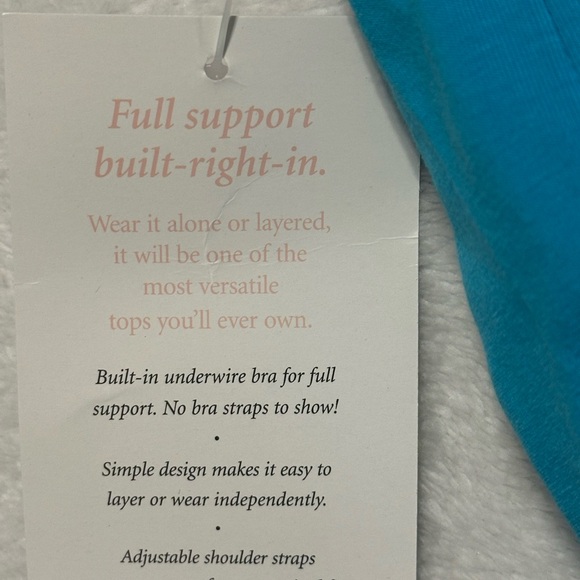 Full support
built-right-in.
Wear it alone or layered,
it will be one of the
most versatile
tops you'll ever own.
Built-in underwire bra for full
support. No bra straps to show!
•
Simple design makes it easy to
layer or wear independently.
•
Adjustable shoulder straps